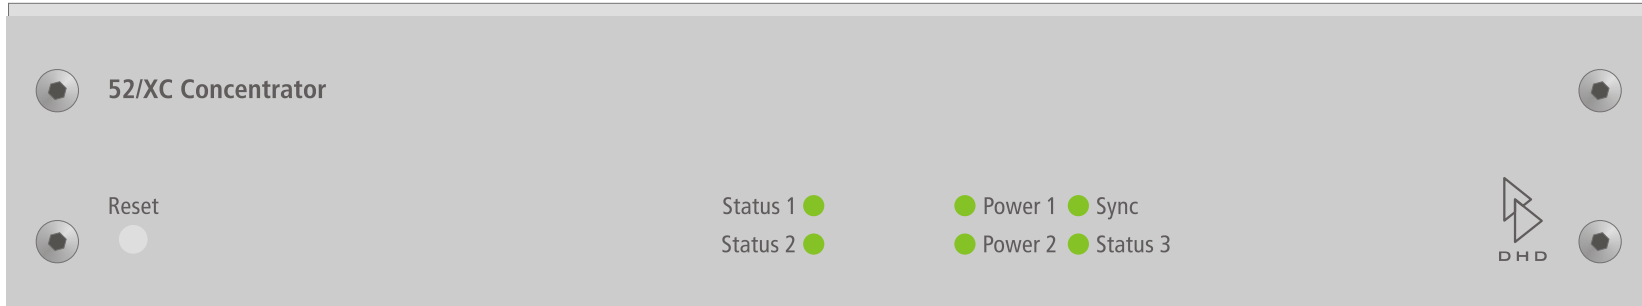 52/XC Concentrator
Reset
Status 1 Power 1 Sync
Status 2 Power 2 Status 3
DHD